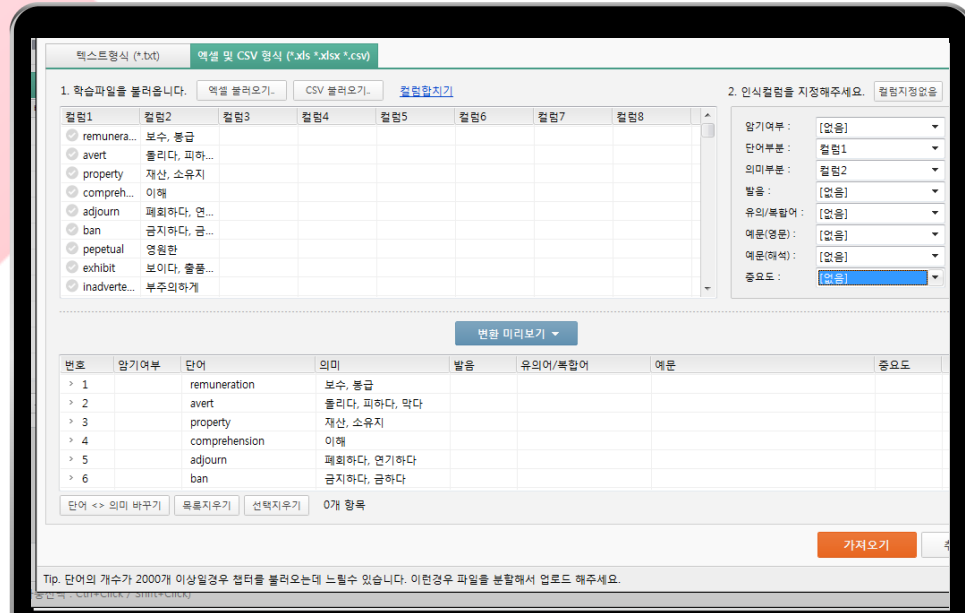 텍스트형식 (*.txt) 엑셀 및 CSV 형식 (*.xls *.xlsx *.csv)
1. 학습파일을 불러옵니다. 엑셀 불러오기.. CSV 불러오기.. 컬럼합치기 2. 인식컬럼을 지정해주세요. 컬럼지정없음
컬럼1 컬럼2 컬럼3 컬럼4 컬럼5 컬럼6 컬럼7 컬럼8
remunera... 보수, 봉급
avert 돌리다, 피하...
property 재산, 소유지
compreh... 이해
adjourn 폐회하다, 연...
ban 금지하다, 금...
pepetual 영원한
exhibit 보이다, 출품...
inadverte... 부주의하게
암기여부 : [없음]
단어부분 : 컬럼1
의미부분 : 컬럼2
발음 : [없음]
유의/복합어 : [없음]
예문(영문) : [없음]
예문(해석) : [없음]
중요도 : [없음]
변환 미리보기
번호 암기여부 단어 의미 발음 유의어/복합어 예문 중요도
1 remuneration 보수, 봉급
2 avert 돌리다, 피하다, 막다
3 property 재산, 소유지
4 comprehension 이해
5 adjourn 폐회하다, 연기하다
6 ban 금지하다, 금하다
단어 <> 의미 바꾸기 목록지우기 선택지우기 0개 항목
가져오기
Tip. 단어의 개수가 2000개 이상일경우 챕터를 불러오는데 느릴수 있습니다. 이런경우 파일을 분할해서 업로드 해주세요.
Ctrl+Click / Shift+Click)